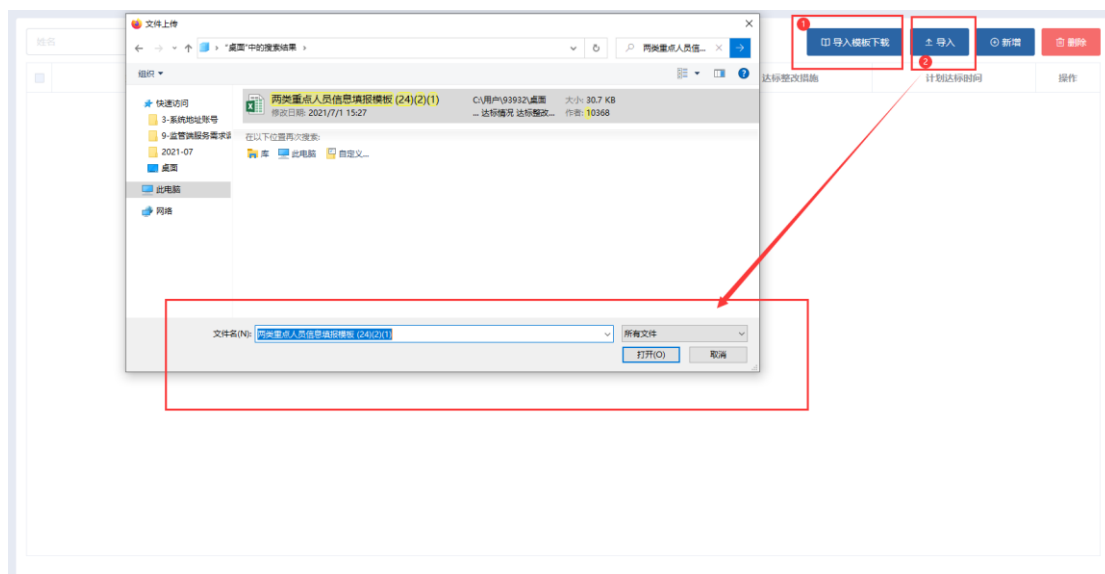 文件上传
"桌面"中的搜索结果
两类重点人员信...
组织
快速访问
3-系统地址账号
9-监管端服务需求
2021-07
桌面
此电脑
网络
两类重点人员信息填报模板 (24)(2)(1)
修改日期: 2021/7/1 15:27
C:\用户\93932\桌面
... 达标情况 达标整改...
大小: 30.7 KB
作者: 10368
在以下位置再次搜索:
库 此电脑 自定义...
文件名(N): 两类重点人员信息填报模板 (24)(2)(1)
所有文件
打开(O) 取消
姓名
1
导入模板下载 导入 新增 删除
2
达标整改措施 计划达标时间 操作